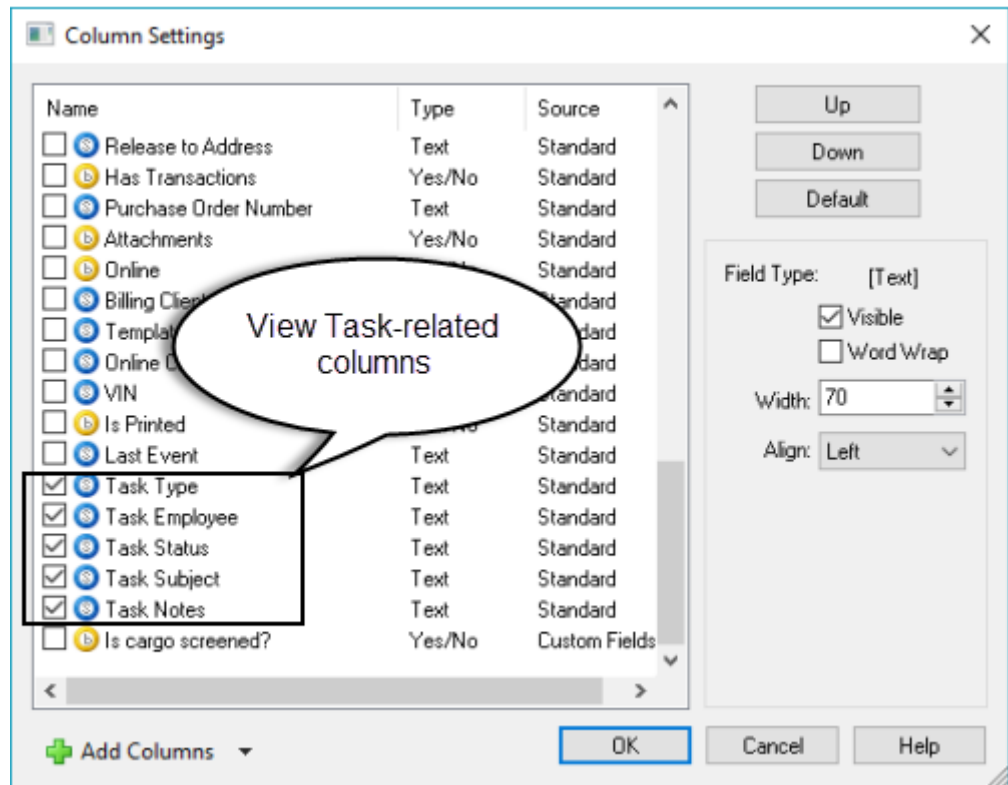 Column Settings
Name Type Source
Release to Address Text Standard
Has Transactions Yes/No Standard
Purchase Order Number Text Standard
Attachments Yes/No Standard
Online Standard
Billing
VIN
Is Printed Standard
Last Event Text Standard
Task Type Text Standard
Task Employee Text Standard
Task Status Text Standard
Task Subject Text Standard
Task Notes Text Standard
Is cargo screened? Yes/No Custom Fields
View Task-related
columns
Add Columns
Up
Down
Default
Field Type: [Text]
Visible
Word Wrap
Width: 70
Align: Left
OK Cancel Help